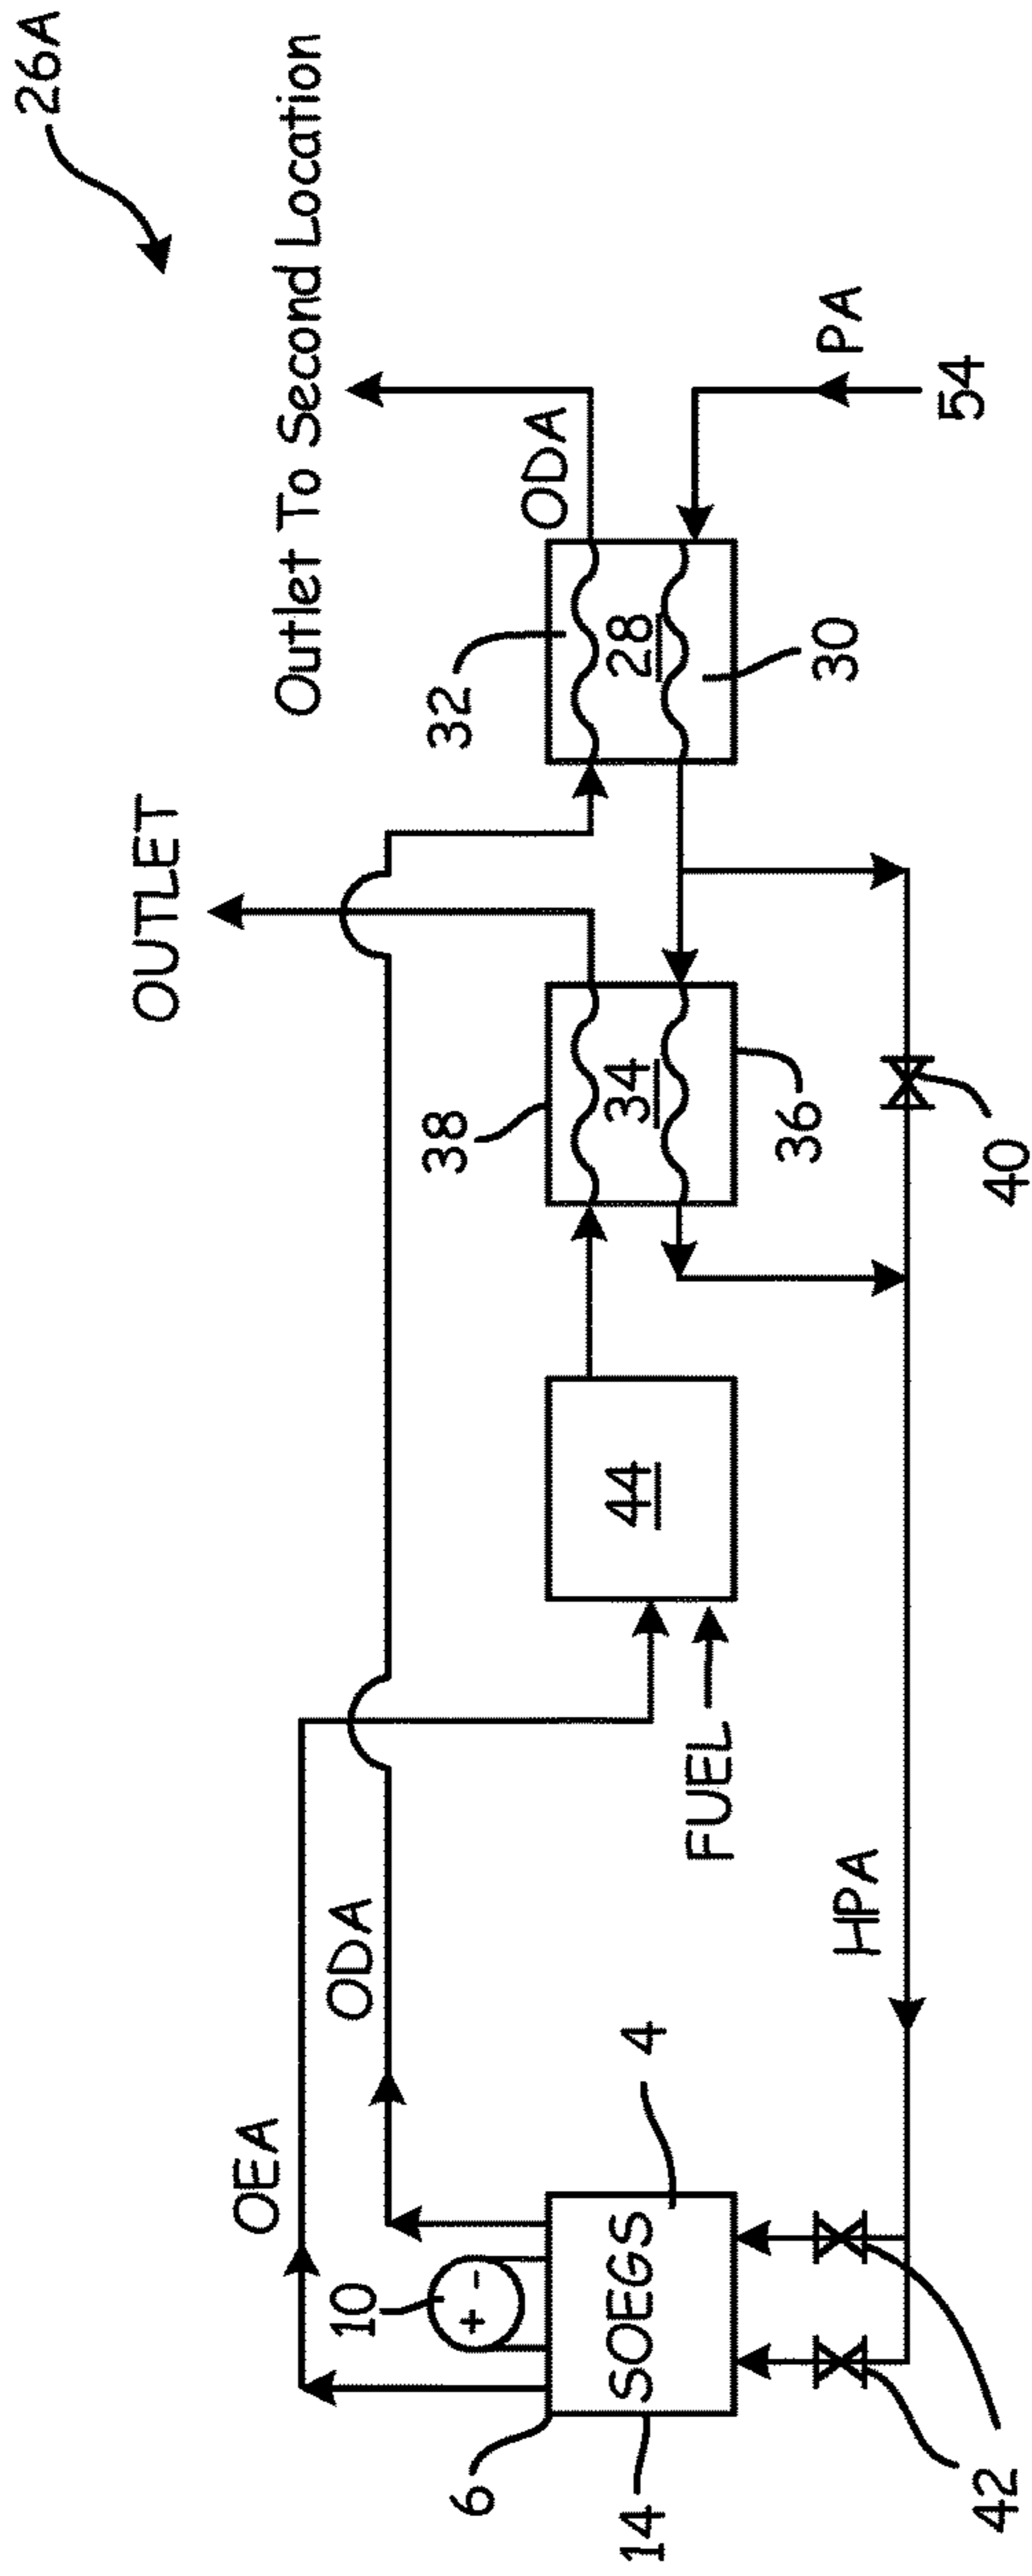 26A
Outlet To Second Location
OUTLET
ODA
32
28
30
PA
54
38
34
36
40
44
FUEL
OEA
ODA
HPA
10
+ -
SOEGS
4
6
14
42